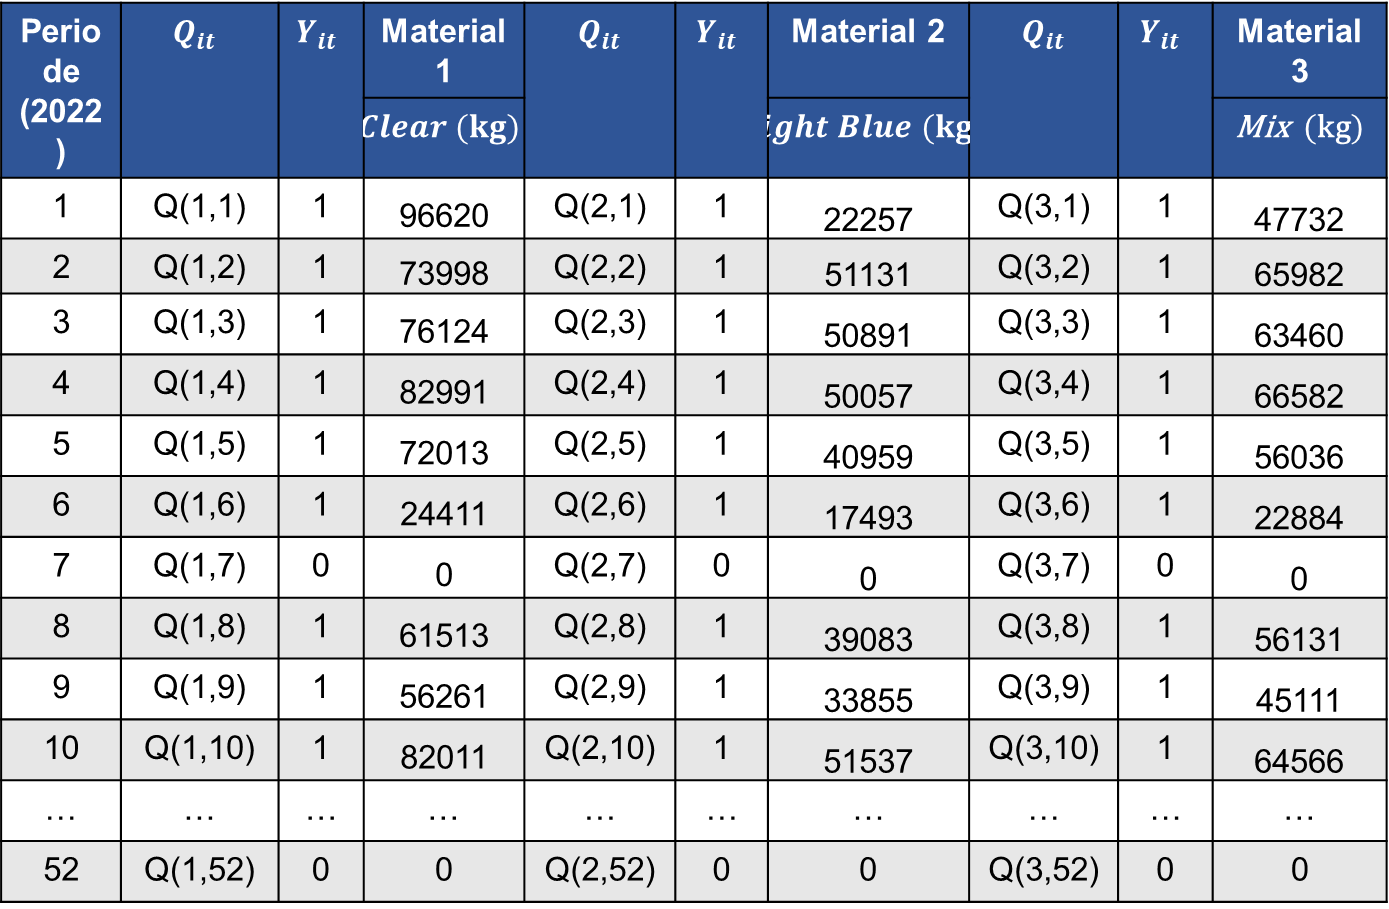 Perio de (2022 ) Qit Yit Material 1 Qit Yit Material 2 Qit Yit Material 3
Clear (kg) ight Blue (kg Mix (kg)
1 Q(1,1) 1 96620 Q(2,1) 1 22257 Q(3,1) 1 47732
2 Q(1,2) 1 73998 Q(2,2) 1 51131 Q(3,2) 1 65982
3 Q(1,3) 1 76124 Q(2,3) 1 50891 Q(3,3) 1 63460
4 Q(1,4) 1 82991 Q(2,4) 1 50057 Q(3,4) 1 66582
5 Q(1,5) 1 72013 Q(2,5) 1 40959 Q(3,5) 1 56036
6 Q(1,6) 1 24411 Q(2,6) 1 17493 Q(3,6) 1 22884
7 Q(1,7) 0 0 Q(2,7) 0 0 Q(3,7) 0 0
8 Q(1,8) 1 61513 Q(2,8) 1 39083 Q(3,8) 1 56131
9 Q(1,9) 1 56261 Q(2,9) 1 33855 Q(3,9) 1 45111
10 Q(1,10) 1 82011 Q(2,10) 1 51537 Q(3,10) 1 64566
… … … … … … … … … …
52 Q(1,52) 0 0 Q(2,52) 0 0 Q(3,52) 0 0